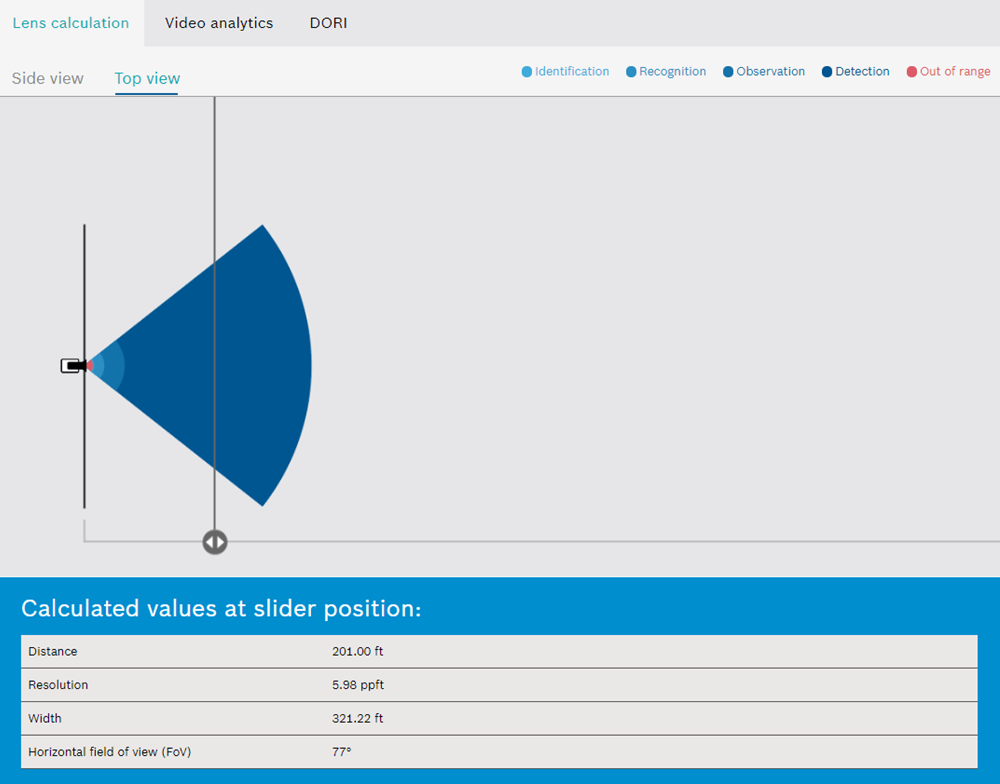 Lens calculation Video analytics DORI
Side view Top view Identification Recognition Observation Detection Out of range
Calculated values at slider position:
Distance 201.00 ft
Resolution 5.98 ppft
Width 321.22 ft
Horizontal field of view (FoV) 77°